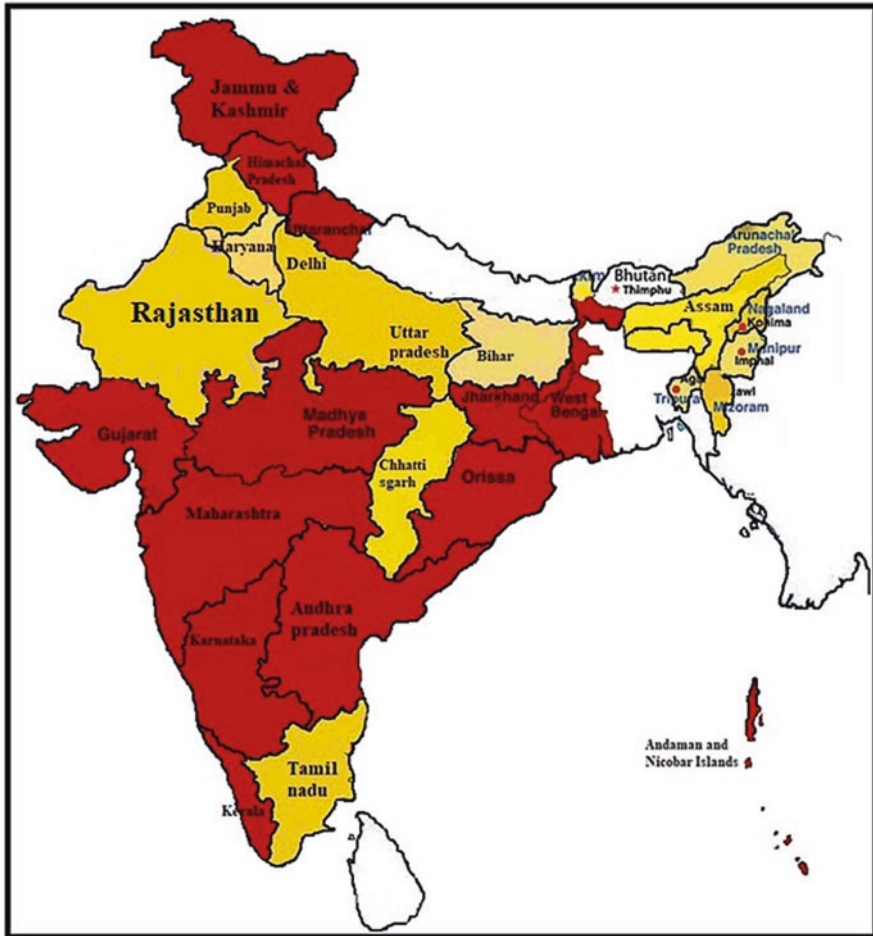 Jammu &
Kashmir
Himachal
Pradesh
Punjab
Haryana
Delhi
Rajasthan
Uttar
pradesh
Bihar
Bhutan
Thimphu
Arunachal
Pradesh
Assam
Nagaland
Kohima
Manipur
Imphal
Tripura
Mizoram
Gujarat
Madhya
Pradesh
Jharkhand
West
Bengal
Chhatti
sgarh
Orissa
Maharashtra
Andhra
pradesh
Karnataka
Tamil
nadu
Kerala
Andaman and
Nicobar Islands